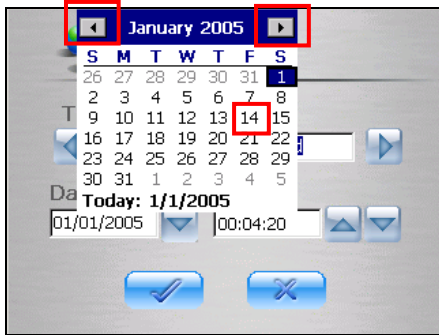 January 2005
S M T W T F S
26 27 28 29 30 31 1
2 3 4 5 6 7 8
9 10 11 12 13 14 15
16 17 18 19 20 21 22
23 24 25 26 27 28 29
30 31 1 2 3 4 5
Da
Today: 1/1/2005
01/01/2005 00:04:20